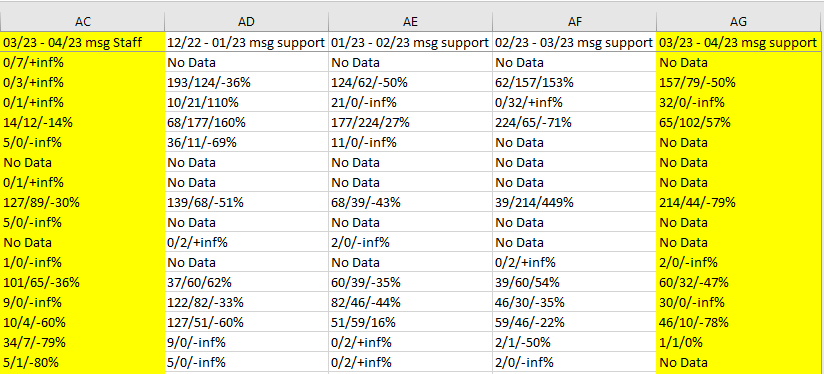 AC AD AE AF AG
03/23 - 04/23 msg Staff 12/22 - 01/23 msg support 01/23 - 02/23 msg support 02/23 - 03/23 msg support 03/23 - 04/23 msg support
0/7/+inf% No Data No Data No Data No Data
0/3/+inf% 193/124/-36% 124/62/-50% 62/157/153% 157/79/-50%
0/1/+inf% 10/21/110% 21/0/-inf% 0/32/+inf% 32/0/-inf%
14/12/-14% 68/177/160% 177/224/27% 224/65/-71% 65/102/57%
5/0/-inf% 36/11/-69% 11/0/-inf% No Data No Data
No Data No Data No Data No Data No Data
0/1/+inf% No Data No Data No Data No Data
127/89/-30% 139/68/-51% 68/39/-43% 39/214/449% 214/44/-79%
5/0/-inf% No Data No Data No Data No Data
No Data 0/2/+inf% 2/0/-inf% No Data No Data
1/0/-inf% No Data No Data 0/2/+inf% 2/0/-inf%
101/65/-36% 37/60/62% 60/39/-35% 39/60/54% 60/32/-47%
9/0/-inf% 122/82/-33% 82/46/-44% 46/30/-35% 30/0/-inf%
10/4/-60% 127/51/-60% 51/59/16% 59/46/-22% 46/10/-78%
34/7/-79% 9/0/-inf% 0/2/+inf% 2/1/-50% 1/1/0%
5/1/-80% 5/0/-inf% 0/2/+inf% 2/0/-inf% No Data